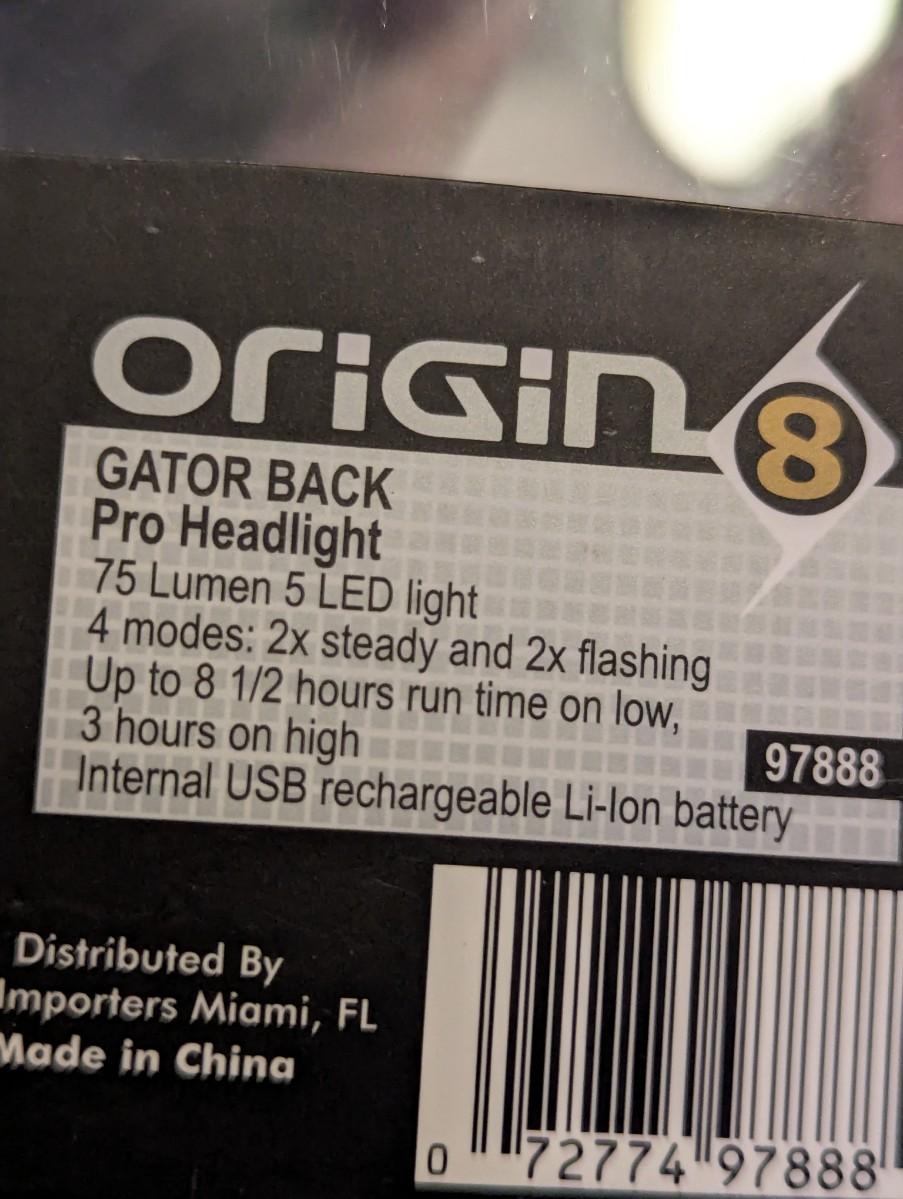 ORIGIN 8
GATOR BACK
Pro Headlight
75 Lumen 5 LED light
4 modes: 2x steady and 2x flashing
Up to 8 1/2 hours run time on low,
3 hours on high
97888
Internal USB rechargeable Li-Ion battery
Distributed By
Importers Miami, FL
Made in China
0 72774 97888